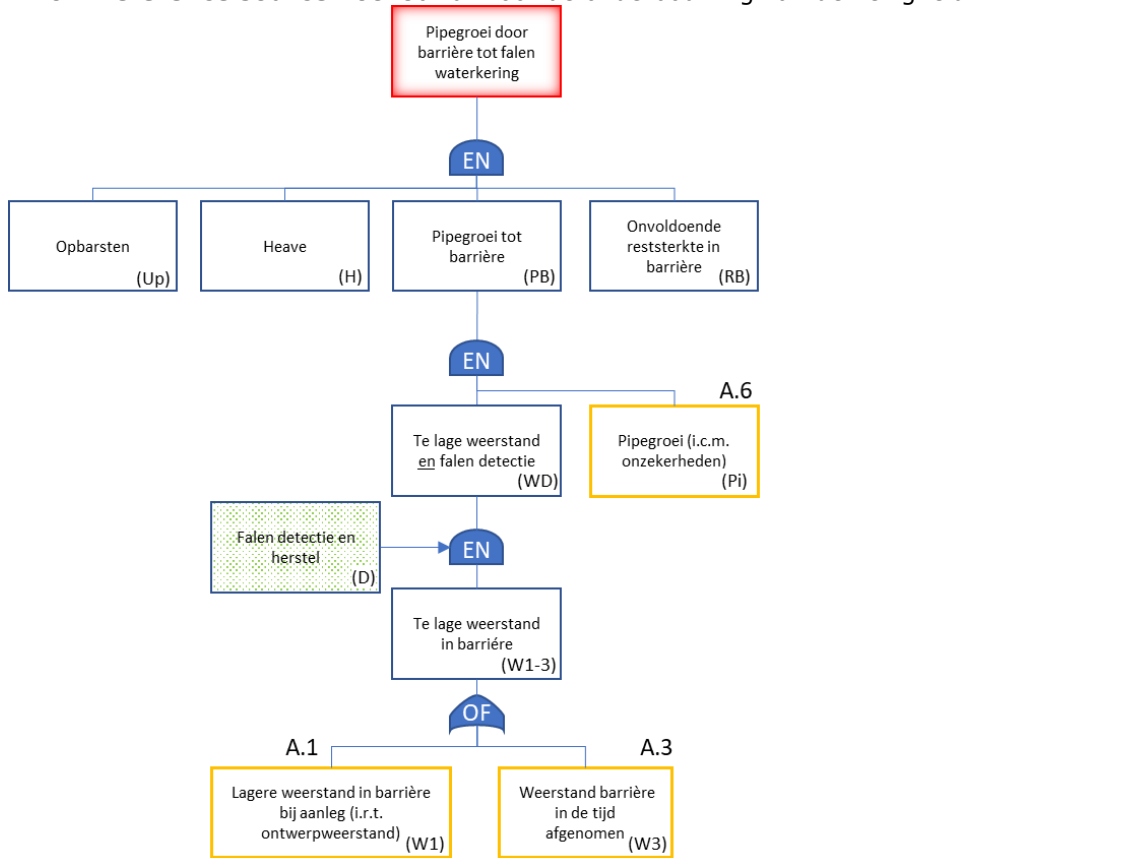 Pipegroei door
barrière tot falen
waterkering
EN
Opbarsten
(Up)
Heave
(H)
Pipegroei tot
barrière
(PB)
Onvoldoende
reststerkte in
barrière
(RB)
EN
A.6
Te lage weerstand
en falen detectie
(WD)
Pipegroei (i.c.m.
onzekerheden)
(Pi)
Falen detectie en
herstel
(D)
EN
Te lage weerstand
in barriére
(W1-3)
OF
A.1
A.3
Lagere weerstand in barrière
bij aanleg (i.r.t.
ontwerpweerstand)
(W1)
Weerstand barrière
in de tijd
afgenomen
(W3)